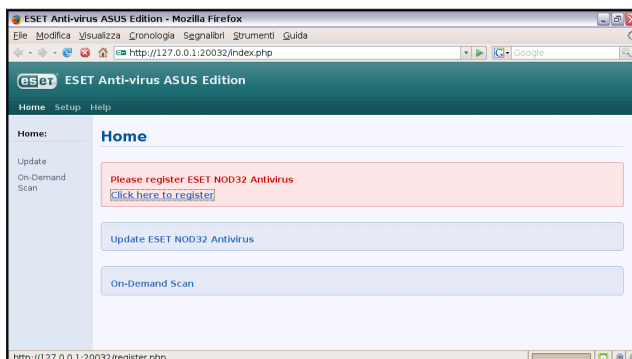 ESET Anti-virus ASUS Edition - Mozilla Firefox
File Modifica Visualizza Cronologia Segnalibri Strumenti Guida
http://127.0.0.1:20032/index.php
Google
eset ESET Anti-virus ASUS Edition
Home Setup Help
Home:
Update
On-Demand
Scan
Home
Please register ESET NOD32 Antivirus
Click here to register
Update ESET NOD32 Antivirus
On-Demand Scan
http://127.0.0.1:20032/register.php